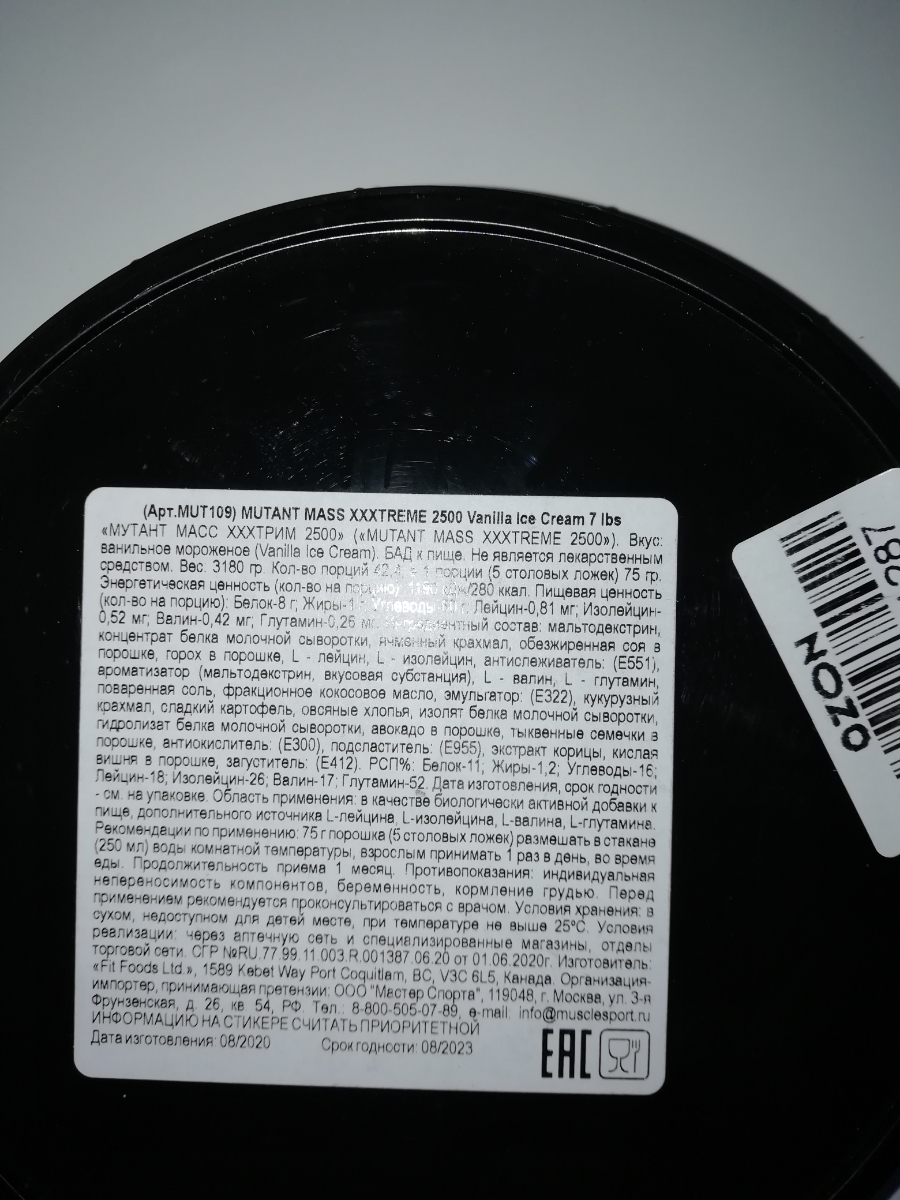 (Арт.MUT109) MUTANT MASS XXXTREME 2500 Vanilla Ice Cream 7 lbs
«МУТАНТ МАСС ХХХТРИМ 2500» («MUTANT MASS XXXTREME 2500»). Вкус:
ванильное мороженое (Vanilla Ice Cream). БАД к пище. Не является лекарственным
средством. Вес. 3180 гр. Кол-во порций 42,4. 1 порции (5 столовых ложек) 75 гр.
Энергетическая ценность (кол-во на порцию): /280 ккал. Пищевая ценность
(кол-во на порцию): Белок-8 г; Жиры-1 Углеводы Лейцин-0,81 мг; Изолейцин-
0,52 мг; Валин-0,42 мг; Глутамин-0,26 мг. Ингредиентный состав: мальтодекстрин,
концентрат белка молочной сыворотки, ячменный крахмал, обезжиренная соя в
порошке, горох в порошке, L - лейцин, L - изолейцин, антислеживатель: (Е551),
ароматизатор (мальтодекстрин, вкусовая субстанция), L - валин, L - глутамин,
поваренная соль, фракционное кокосовое масло, эмульгатор: (Е322), кукурузный
крахмал, сладкий картофель, овсяные хлопья, изолят белка молочной сыворотки,
гидролизат белка молочной сыворотки, авокадо в порошке, тыквенные семечки в
порошке, антиокислитель: (Е300), подсластитель: (Е955), экстракт корицы, кислая
вишня в порошке, загуститель: (Е412). РСП%: Белок-11; Жиры-1,2; Углеводы-16;
Лейцин-18; Изолейцин-26; Валин-17; Глутамин-52. Дата изготовления, срок годности
- см. на упаковке. Область применения: в качестве биологически активной добавки к
пище, дополнительного источника L-лейцина, L-изолейцина, L-валина, L-глутамина.
Рекомендации по применению: 75 г порошка (5 столовых ложек) размешать в стакане
(250 мл) воды комнатной температуры, взрослым принимать 1 раз в день, во время
еды. Продолжительность приема 1 месяц. Противопоказания: индивидуальная
непереносимость компонентов, беременность, кормление грудью. Перед
применением рекомендуется проконсультироваться с врачом. Условия хранения: в
сухом, недоступном для детей месте, при температуре не выше 25°С. Условия
реализации: через аптечную сеть и специализированные магазины, отделы
торговой сети. СГР №RU.77.99.11.003.R.001387.06.20 от 01.06.2020г. Изготовитель:
«Fit Foods Ltd.», 1589 Kebet Way Port Coquitlam, BC, V3C 6L5, Канада. Организация-
импортер, принимающая претензии: ООО "Мастер Спорта", 119048, г. Москва, ул. 3-я
Фрунзенская, д. 26, кв. 54, РФ. Тел.: 8-800-505-07-89, e-mail: info@musclesport.ru
ИНФОРМАЦИЮ НА СТИКЕРЕ СЧИТАТЬ ПРИОРИТЕТНОЙ
Дата изготовления: 08/2020 Срок годности: 08/2023
EAC
OZON
287